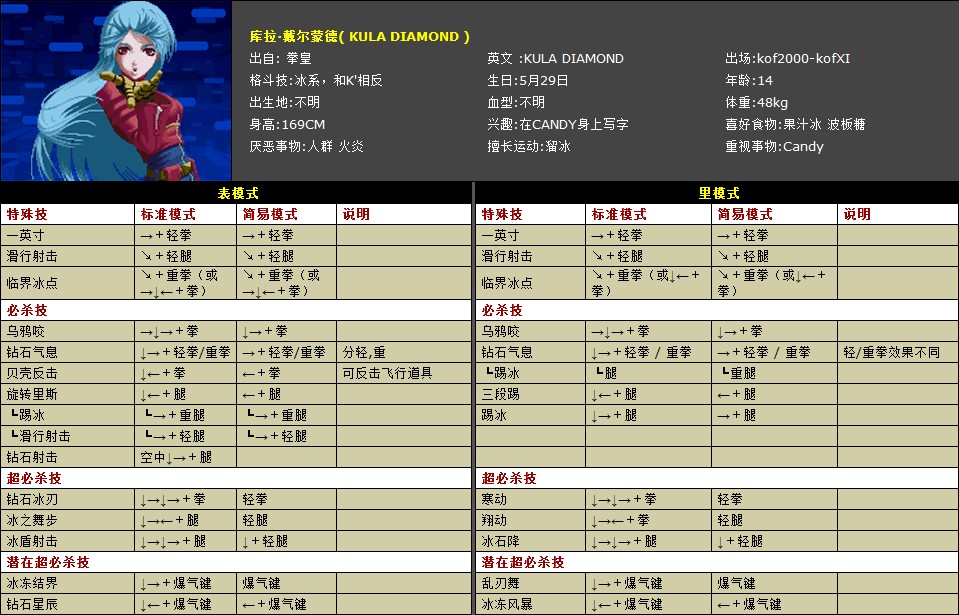 库拉·戴尔蒙德( KULA DIAMOND )
出自: 拳皇 英文 :KULA DIAMOND 出场:kof2000-kofXI
格斗技:冰系，和K'相反 生日:5月29日 年龄:14
出生地:不明 血型:不明 体重:48kg
身高:169CM 兴趣:在CANDY身上写字 喜好食物:果汁冰 波板糖
厌恶事物:人群 火炎 擅长运动:溜冰 重视事物:Candy
表模式
特殊技 标准模式 简易模式 说明
一英寸 →+轻拳 →+轻拳
滑行射击 ↘+轻腿 ↘+轻腿
临界冰点 ↘+重拳（或→↓←+拳） ↘+重拳（或→↓←+拳）
必杀技
乌鸦咬 →↓→+拳 ↓→+拳
钻石气息 ↓→+轻拳/重拳 →+轻拳/重拳 分轻,重
贝壳反击 ↓←+拳 ←+拳 可反击飞行道具
旋转里斯 ↓←+腿 ←+腿
┗踢冰 ┗→+重腿 ┗→+重腿
┗滑行射击 ┗→+轻腿 ┗→+轻腿
钻石射击 空中↓→+腿
超必杀技
钻石冰刃 ↓→↓→+拳 轻拳
冰之舞步 ↓→←+腿 轻腿
冰盾射击 ↓→↓→+腿 ↓+轻腿
潜在超必杀技
冰冻结界 ↓→+爆气键 爆气键
钻石星辰 ↓←+爆气键 ←+爆气键
里模式
特殊技 标准模式 简易模式 说明
一英寸 →+轻拳 →+轻拳
滑行射击 ↘+轻腿 ↘+轻腿
临界冰点 ↘+重拳（或↓←+拳） ↘+重拳（或↓←+拳）
必杀技
乌鸦咬 →↓→+拳 ↓→+拳
钻石气息 ↓→+轻拳 / 重拳 →+轻拳 / 重拳 轻/重拳效果不同
┗踢冰 ┗腿 ┗重腿
三段踢 ↓←+腿 ←+腿
踢冰 ↓→+腿 →+腿
超必杀技
寒动 ↓→↓→+拳 轻拳
翔动 ↓→←+拳 轻腿
冰石降 ↓→↓→+腿 ↓+轻腿
潜在超必杀技
乱刃舞 ↓→+爆气键 爆气键
冰冻风暴 ↓←+爆气键 ←+爆气键